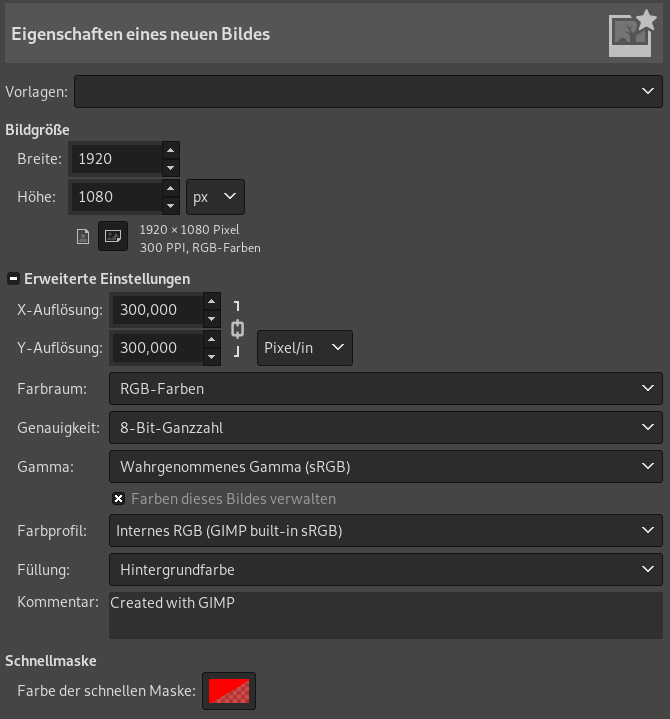 Eigenschaften eines neuen Bildes
Vorlagen:
Bildgröße
Breite: 1920
Höhe: 1080 px
1920 × 1080 Pixel
300 PPI, RGB-Farben
Erweiterte Einstellungen
X-Auflösung: 300,000
Y-Auflösung: 300,000 Pixel/in
Farbraum: RGB-Farben
Genauigkeit: 8-Bit-Ganzzahl
Gamma: Wahrgenommenes Gamma (sRGB)
Farben dieses Bildes verwalten
Farbprofil: Internes RGB (GIMP built-in sRGB)
Füllung: Hintergrundfarbe
Kommentar: Created with GIMP
Schnellmaske
Farbe der schnellen Maske: